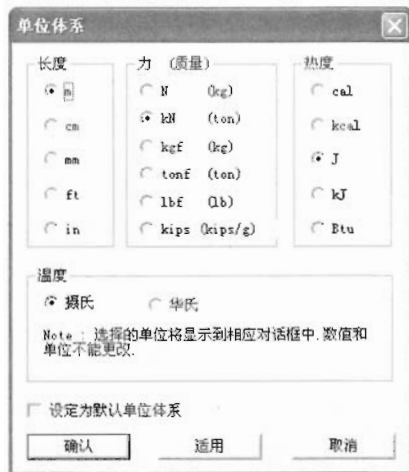 单位体系
长度 力 (质量) 热度
m N (kg) cal
cm kN (ton) kcal
mm kgf (kg) J
ft tonf (ton) kJ
in lbf (lb) Btu
kips (kips/g)
温度
摄氏 华氏
Note : 选择的单位将显示到相应对话框中.数值和
单位不能更改.
设定为默认单位体系
确认 适用 取消